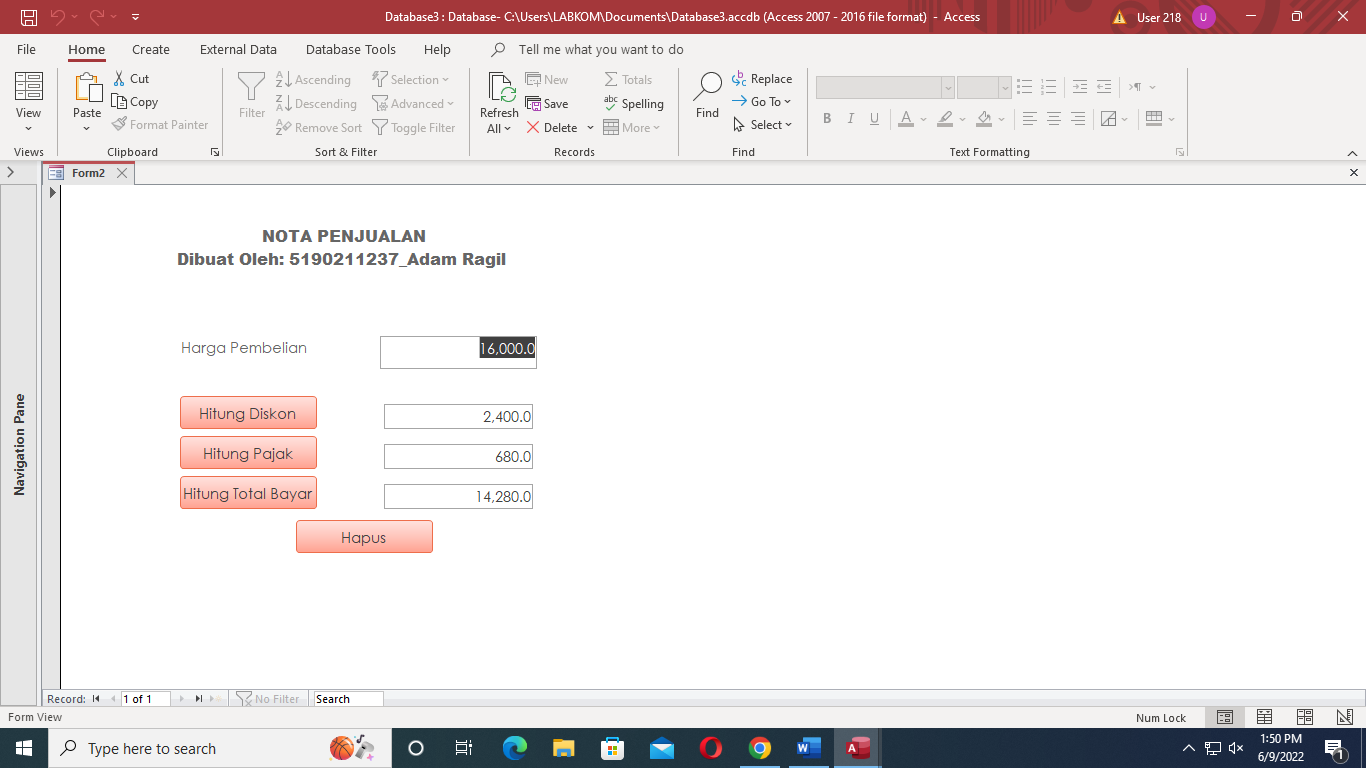 Database3 : Database- C:\Users\LABKOM\Documents\Database3.accdb (Access 2007 - 2016 file format) - Access
User 218
U
File Home Create External Data Database Tools Help Tell me what you want to do
View
Views
Paste
Cut
Copy
Format Painter
Clipboard
Filter
Ascending
Descending
Remove Sort
Selection
Advanced
Toggle Filter
Sort & Filter
Refresh
All
New
Save
Delete
Totals
Spelling
More
Records
Find
Replace
Go To
Select
Find
B I U A
Text Formatting
Form2
Navigation Pane
NOTA PENJUALAN
Dibuat Oleh: 5190211237_Adam Ragil
Harga Pembelian 16,000.0
Hitung Diskon 2,400.0
Hitung Pajak 680.0
Hitung Total Bayar 14,280.0
Hapus
Record: 1 of 1 No Filter Search
Form View
Num Lock
Type here to search
1:50 PM
6/9/2022
1